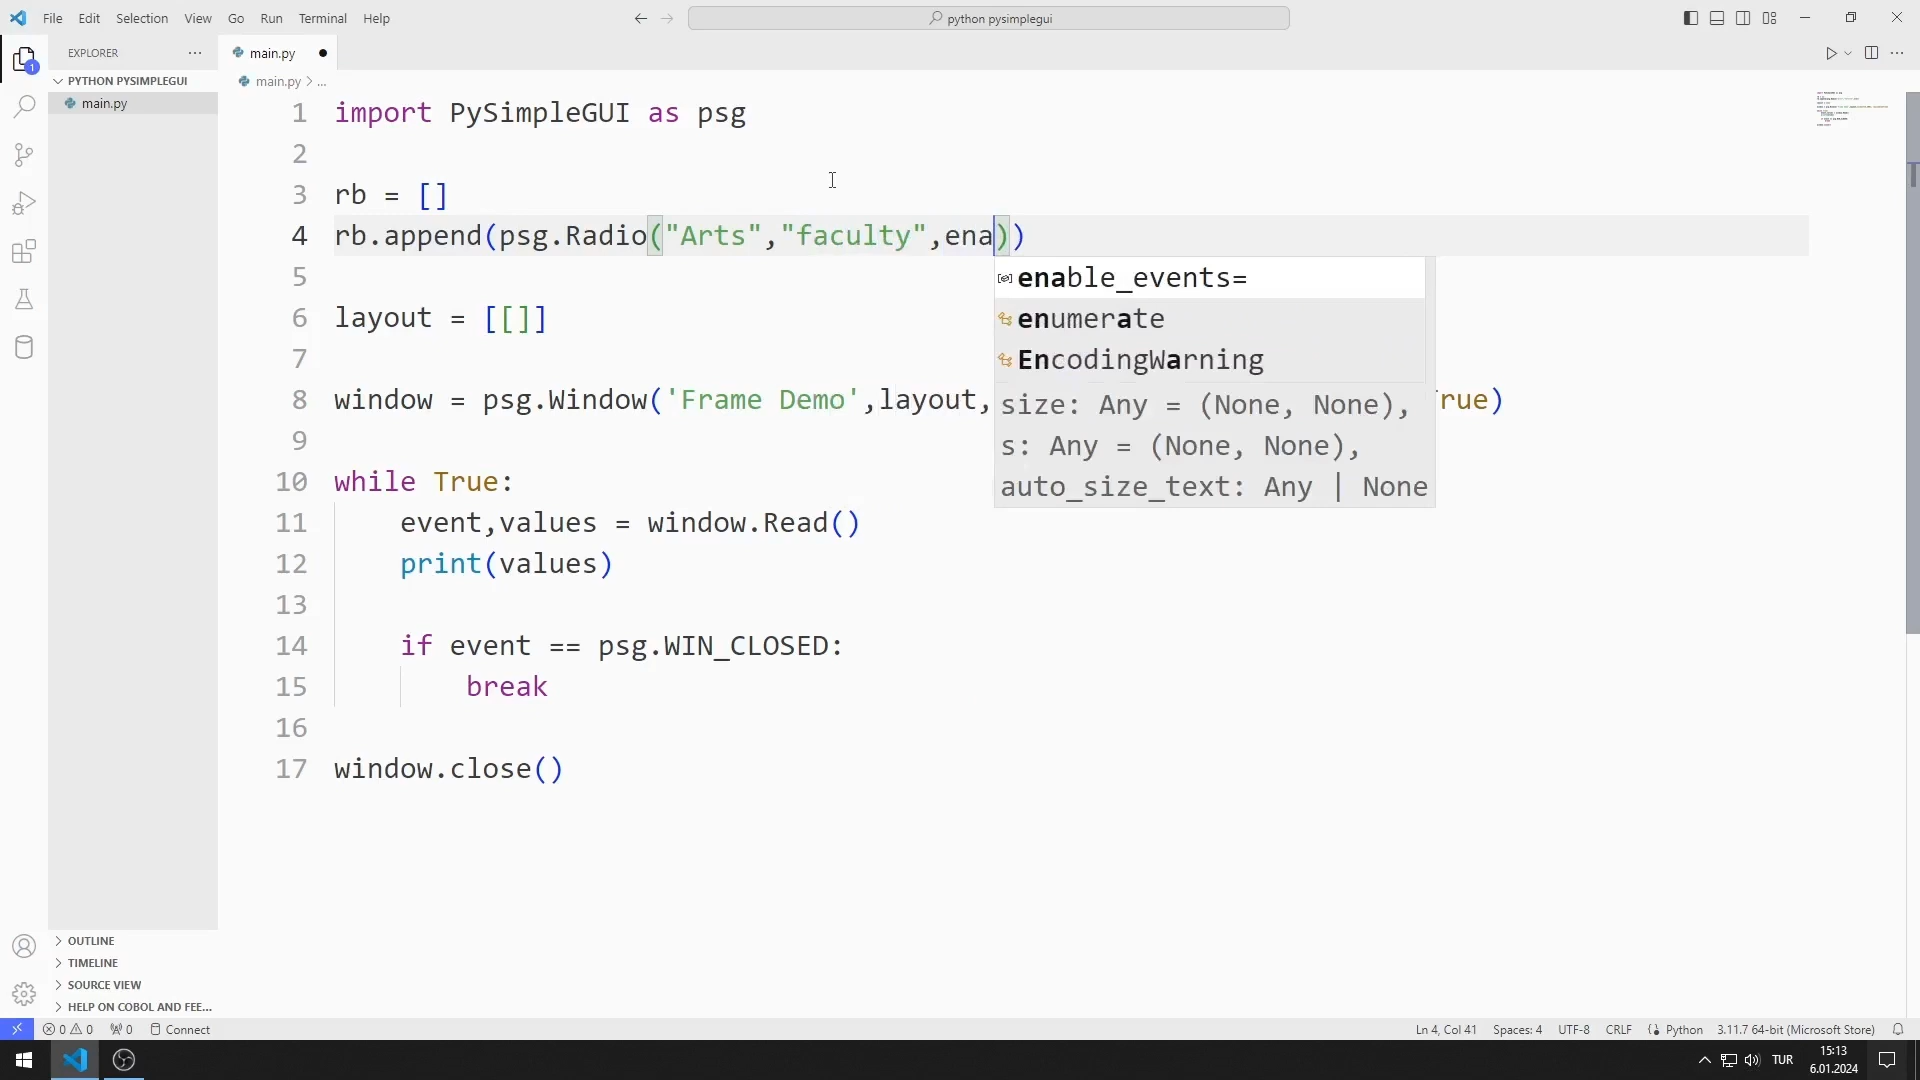 File Edit Selection View Go Run Terminal Help
python pysimplegui
EXPLORER
main.py
PYTHON PYSIMPLEGUI
main.py > ...
main.py
1 import PySimpleGUI as psg
2
3 rb = []
4 rb.append(psg.Radio("Arts","faculty",ena))
5
enable_events=
6 layout = [[]]
enumerate
7
EncodingWarning
8 window = psg.Window('Frame Demo',layout, rue)
size: Any = (None, None),
9
s: Any = (None, None),
10 while True:
auto_size_text: Any | None
11 event,values = window.Read()
12 print(values)
13
14 if event == psg.WIN_CLOSED:
15 break
16
17 window.close()
OUTLINE
TIMELINE
SOURCE VIEW
HELP ON COBOL AND FEE...
0 0 0 Connect
Ln 4, Col 41 Spaces: 4 UTF-8 CRLF Python 3.11.7 64-bit (Microsoft Store)
1
TUR
15:13
6.01.2024